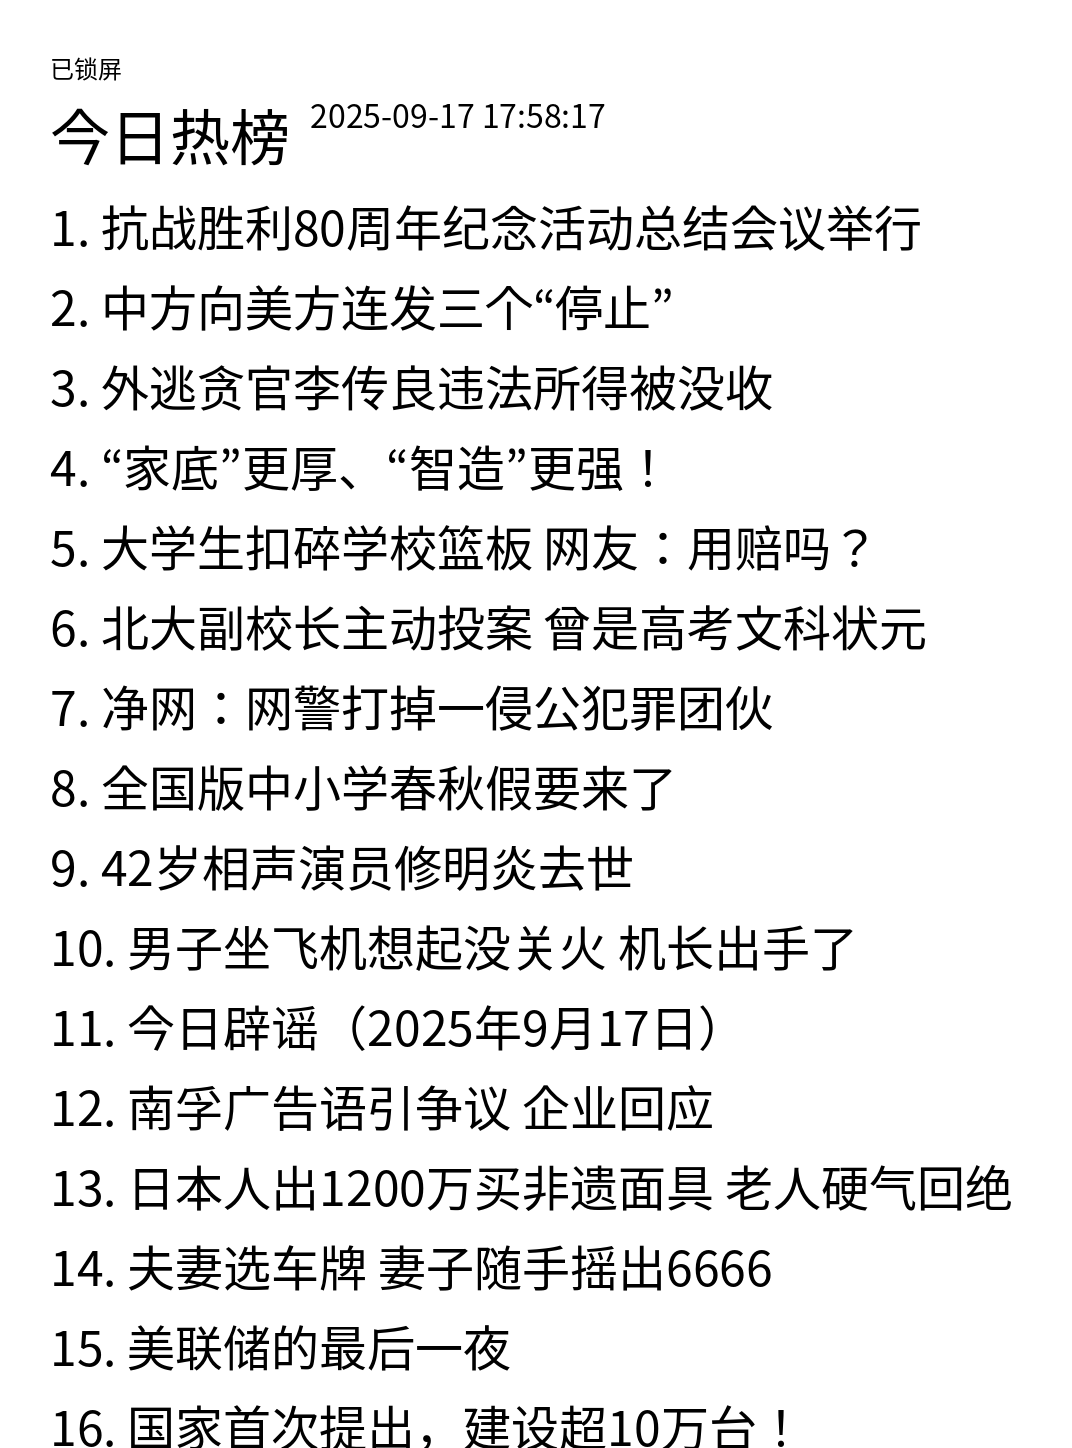 已锁屏
今日热榜 2025-09-17 17:58:17
1. 抗战胜利80周年纪念活动总结会议举行
2. 中方向美方连发三个“停止”
3. 外逃贪官李传良违法所得被没收
4. “家底”更厚、“智造”更强！
5. 大学生扣碎学校篮板 网友：用赔吗？
6. 北大副校长主动投案 曾是高考文科状元
7. 净网：网警打掉一侵公犯罪团伙
8. 全国版中小学春秋假要来了
9. 42岁相声演员修明炎去世
10. 男子坐飞机想起没关火 机长出手了
11. 今日辟谣（2025年9月17日）
12. 南孚广告语引争议 企业回应
13. 日本人出1200万买非遗面具 老人硬气回绝
14. 夫妻选车牌 妻子随手摇出6666
15. 美联储的最后一夜
16. 国家首次提出，建设超10万台！